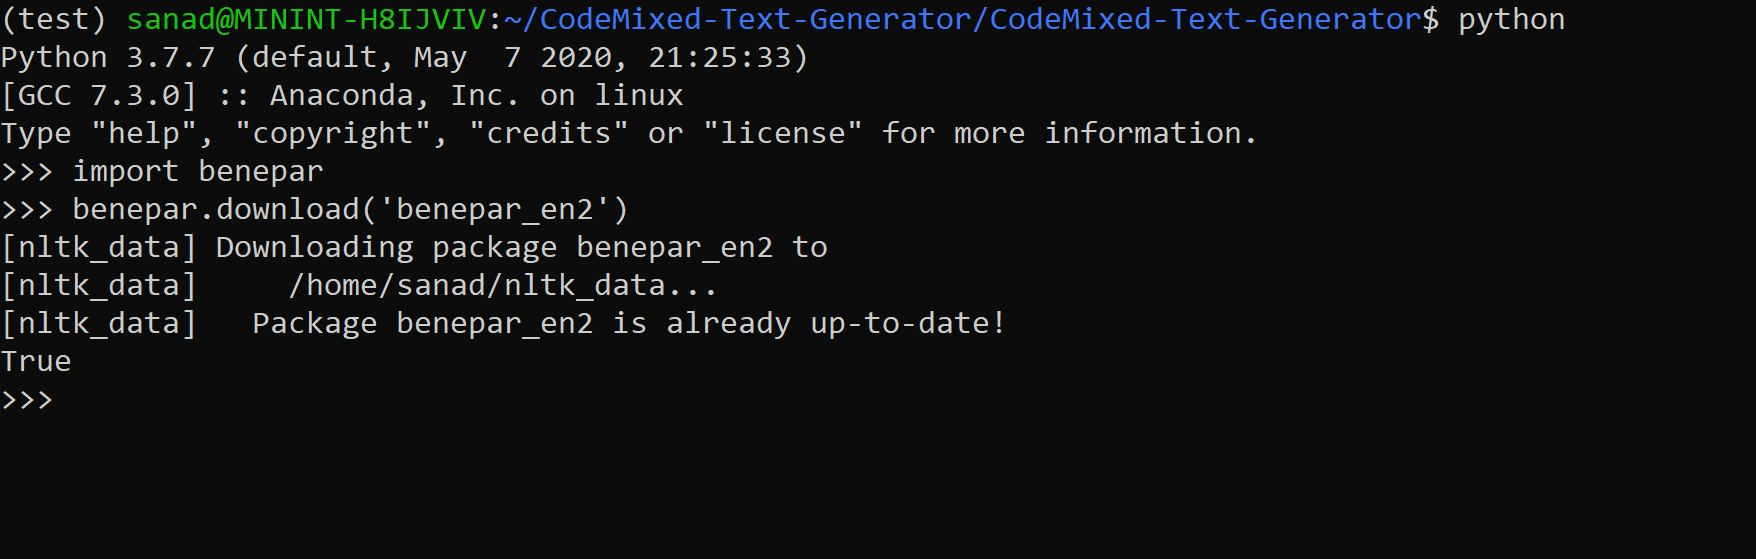 (test) sanad@MININT-H8IJVIV:~/CodeMixed-Text-Generator/CodeMixed-Text-Generator$ python
Python 3.7.7 (default, May  7 2020, 21:25:33)
[GCC 7.3.0] :: Anaconda, Inc. on linux
Type "help", "copyright", "credits" or "license" for more information.
>>> import benepar
>>> benepar.download('benepar_en2')
[nltk_data] Downloading package benepar_en2 to
[nltk_data]     /home/sanad/nltk_data...
[nltk_data]   Package benepar_en2 is already up-to-date!
True
>>>